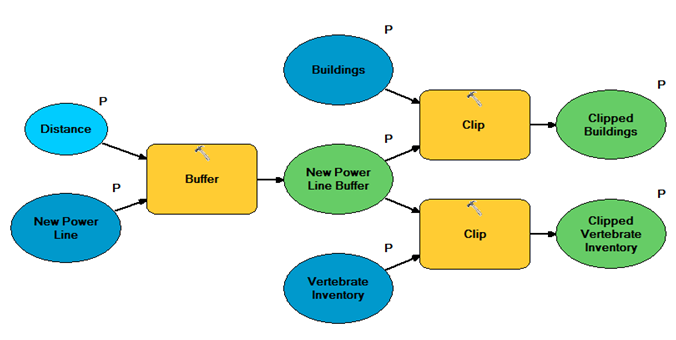 P
Buildings
P
Distance
P
Clip
P
Clipped
Buildings
P
Buffer
New Power
Line Buffer
P
New Power
Line
P
Clip
P
Clipped
Vertebrate
Inventory
P
Vertebrate
Inventory